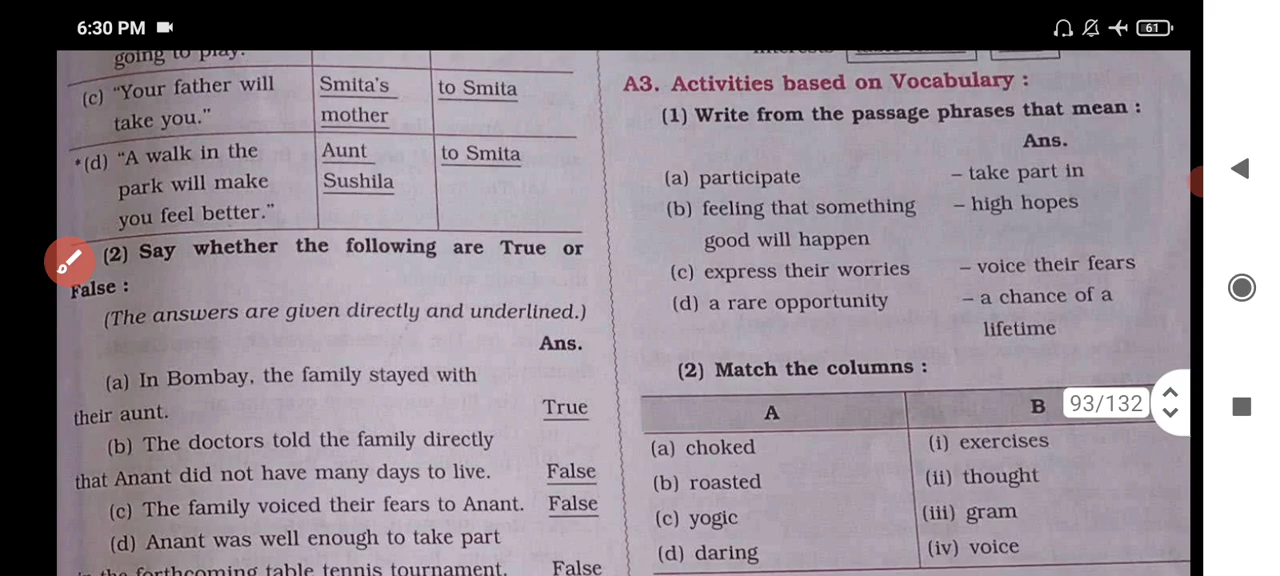 6:30 PM
61
going to play.
(c) "Your father will
take you."
Smita's
mother
to Smita
*(d) "A walk in the
park will make
you feel better."
Aunt
Sushila
to Smita
(2) Say whether the following are True or
False :
(The answers are given directly and underlined.)
Ans.
(a) In Bombay, the family stayed with
their aunt. True
(b) The doctors told the family directly
that Anant did not have many days to live. False
(c) The family voiced their fears to Anant. False
(d) Anant was well enough to take part
the forthcoming table tennis tournament. False
A3. Activities based on Vocabulary :
(1) Write from the passage phrases that mean :
Ans.
(a) participate – take part in
(b) feeling that something – high hopes
good will happen
(c) express their worries – voice their fears
(d) a rare opportunity – a chance of a
lifetime
(2) Match the columns :
A B
93/132
(a) choked (i) exercises
(b) roasted (ii) thought
(c) yogic (iii) gram
(d) daring (iv) voice